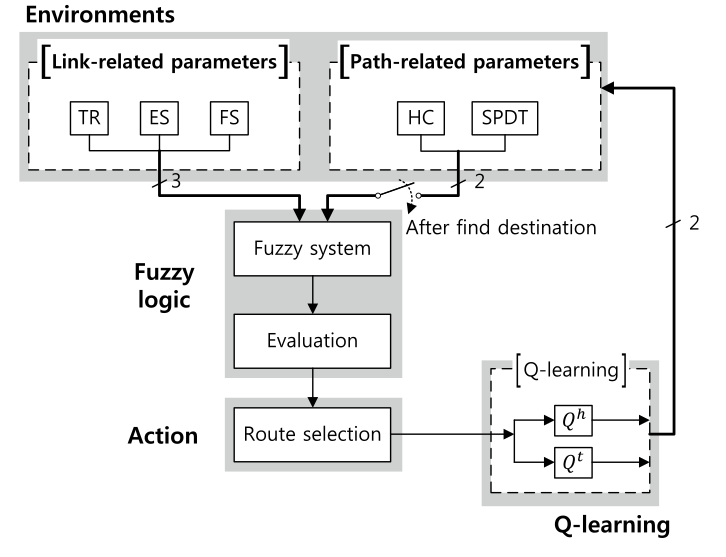 Environments
[Link-related parameters]
[Path-related parameters]
TR
ES
FS
HC
SPDT
3
2
After find destination
2
Fuzzy system
Fuzzy
logic
Evaluation
[Q-learning]
Action
Route selection
Q^h
Q^t
Q-learning